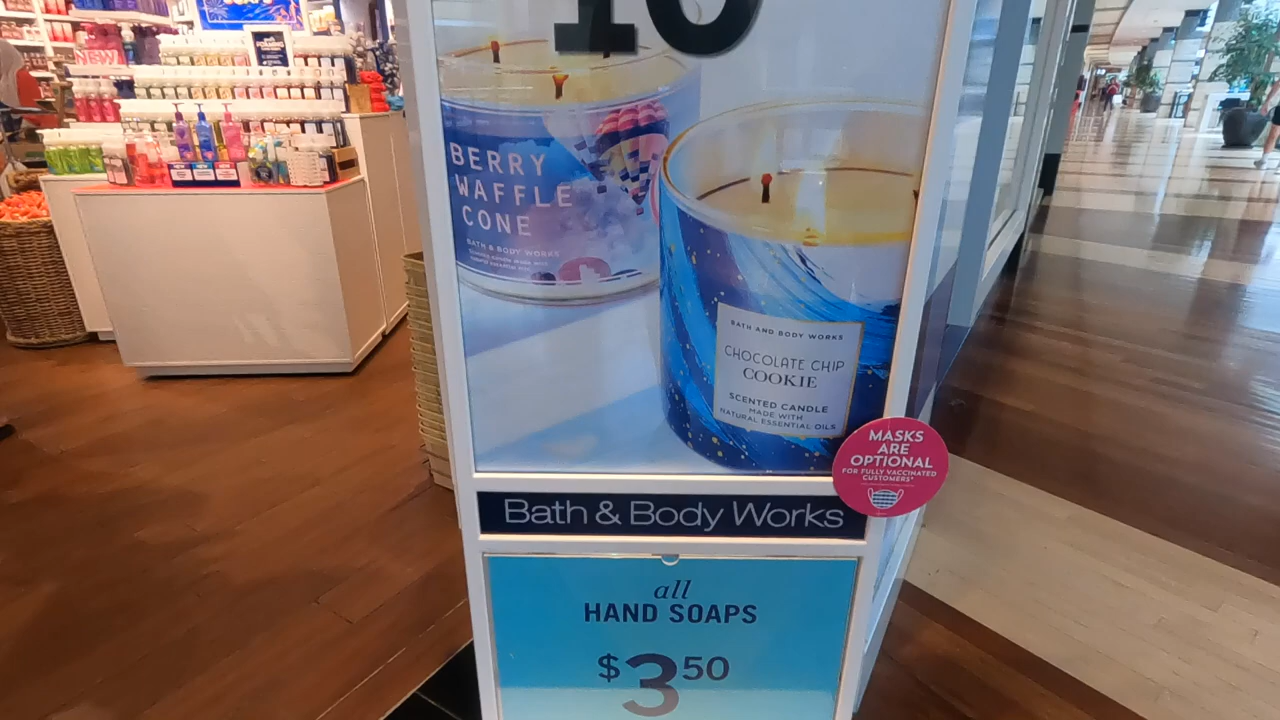 10
BERRY
WAFFLE
CONE
BATH & BODY WORKS
BATH AND BODY WORKS
CHOCOLATE CHIP
COOKIE
SCENTED CANDLE
MADE WITH
NATURAL ESSENTIAL OILS
MASKS
ARE
OPTIONAL
FOR FULLY VACCINATED
CUSTOMERS*
Bath & Body Works
all
HAND SOAPS
$3.50
NEW